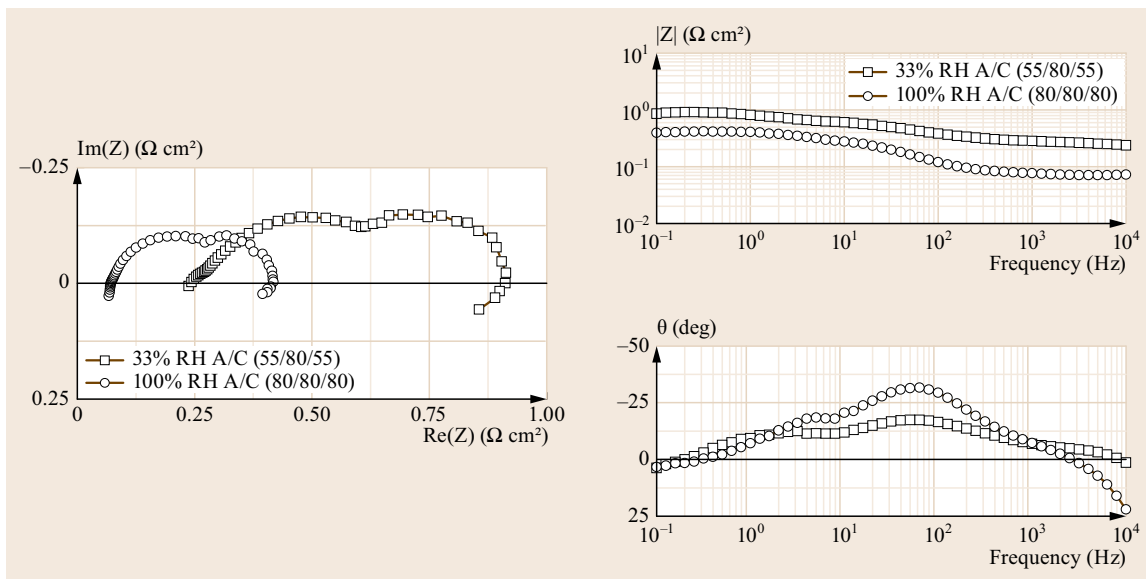 Im(Z) (Ω cm²)
–0.25
0
0.25
0 0.25 0.50 0.75 1.00
Re(Z) (Ω cm²)
33% RH A/C (55/80/55)
100% RH A/C (80/80/80)
|Z| (Ω cm²)
10¹
10⁰
10⁻¹
10⁻²
33% RH A/C (55/80/55)
100% RH A/C (80/80/80)
10⁻¹ 10⁰ 10¹ 10² 10³ 10⁴
Frequency (Hz)
θ (deg)
–50
–25
0
25
10⁻¹ 10⁰ 10¹ 10² 10³ 10⁴
Frequency (Hz)